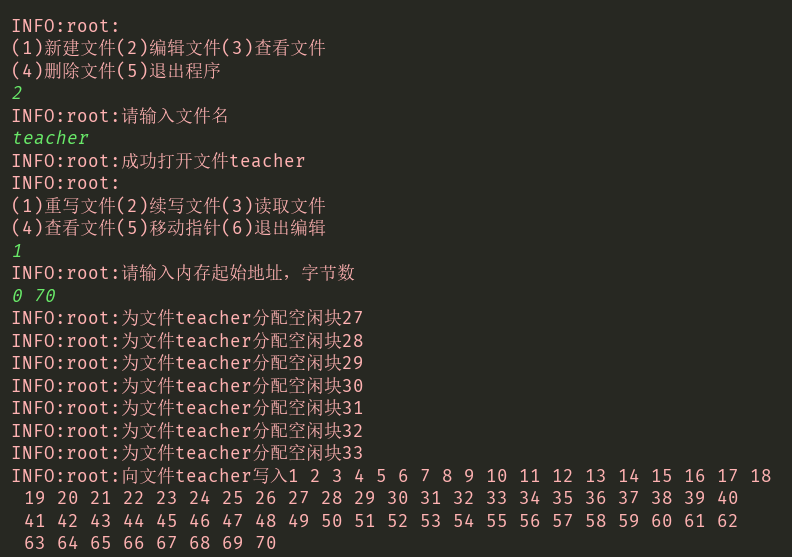 INFO:root:
(1)新建文件(2)编辑文件(3)查看文件
(4)删除文件(5)退出程序
2
INFO:root:请输入文件名
teacher
INFO:root:成功打开文件teacher
INFO:root:
(1)重写文件(2)续写文件(3)读取文件
(4)查看文件(5)移动指针(6)退出编辑
1
INFO:root:请输入内存起始地址，字节数
0 70
INFO:root:为文件teacher分配空闲块27
INFO:root:为文件teacher分配空闲块28
INFO:root:为文件teacher分配空闲块29
INFO:root:为文件teacher分配空闲块30
INFO:root:为文件teacher分配空闲块31
INFO:root:为文件teacher分配空闲块32
INFO:root:为文件teacher分配空闲块33
INFO:root:向文件teacher写入1 2 3 4 5 6 7 8 9 10 11 12 13 14 15 16 17 18
19 20 21 22 23 24 25 26 27 28 29 30 31 32 33 34 35 36 37 38 39 40
41 42 43 44 45 46 47 48 49 50 51 52 53 54 55 56 57 58 59 60 61 62
63 64 65 66 67 68 69 70